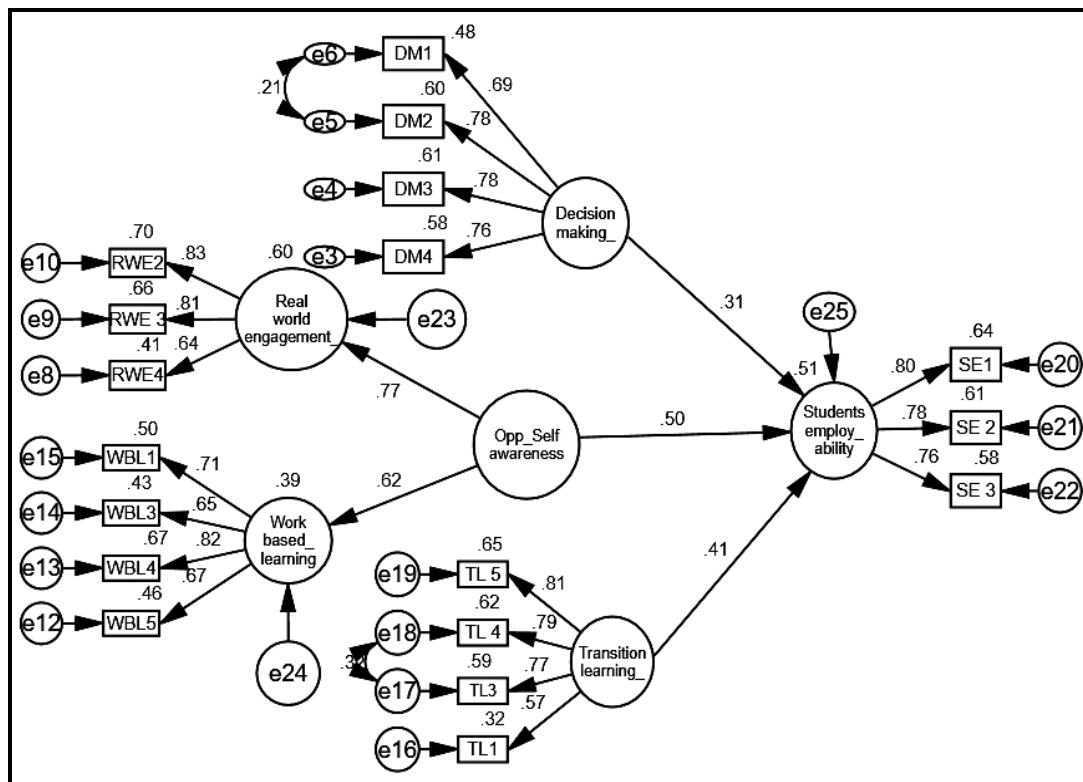 .48
e6
DM1
.69
.21
.60
e5
DM2
.78
.61
e4
DM3
.78
.58
e3
DM4
.76
Decision
making_
.70
e10
RWE2
.83
.66
e9
RWE 3
.81
.41
e8
RWE4
.64
.60
Real
world
engagement_
e23
.77
.31
e25
.51
Students
employ_
ability
.64
.80
SE1
e20
.61
.78
SE 2
e21
.58
.76
SE 3
e22
Opp_Self
awareness
.50
.62
.50
e15
WBL1
.71
.43
e14
WBL3
.65
.67
e13
WBL4
.82
.46
e12
WBL5
.67
.39
Work
based_
learning
e24
.41
.65
e19
TL 5
.81
.62
e18
TL 4
.79
.59
e17
TL3
.77
.32
e16
TL1
.57
Transition
learning_